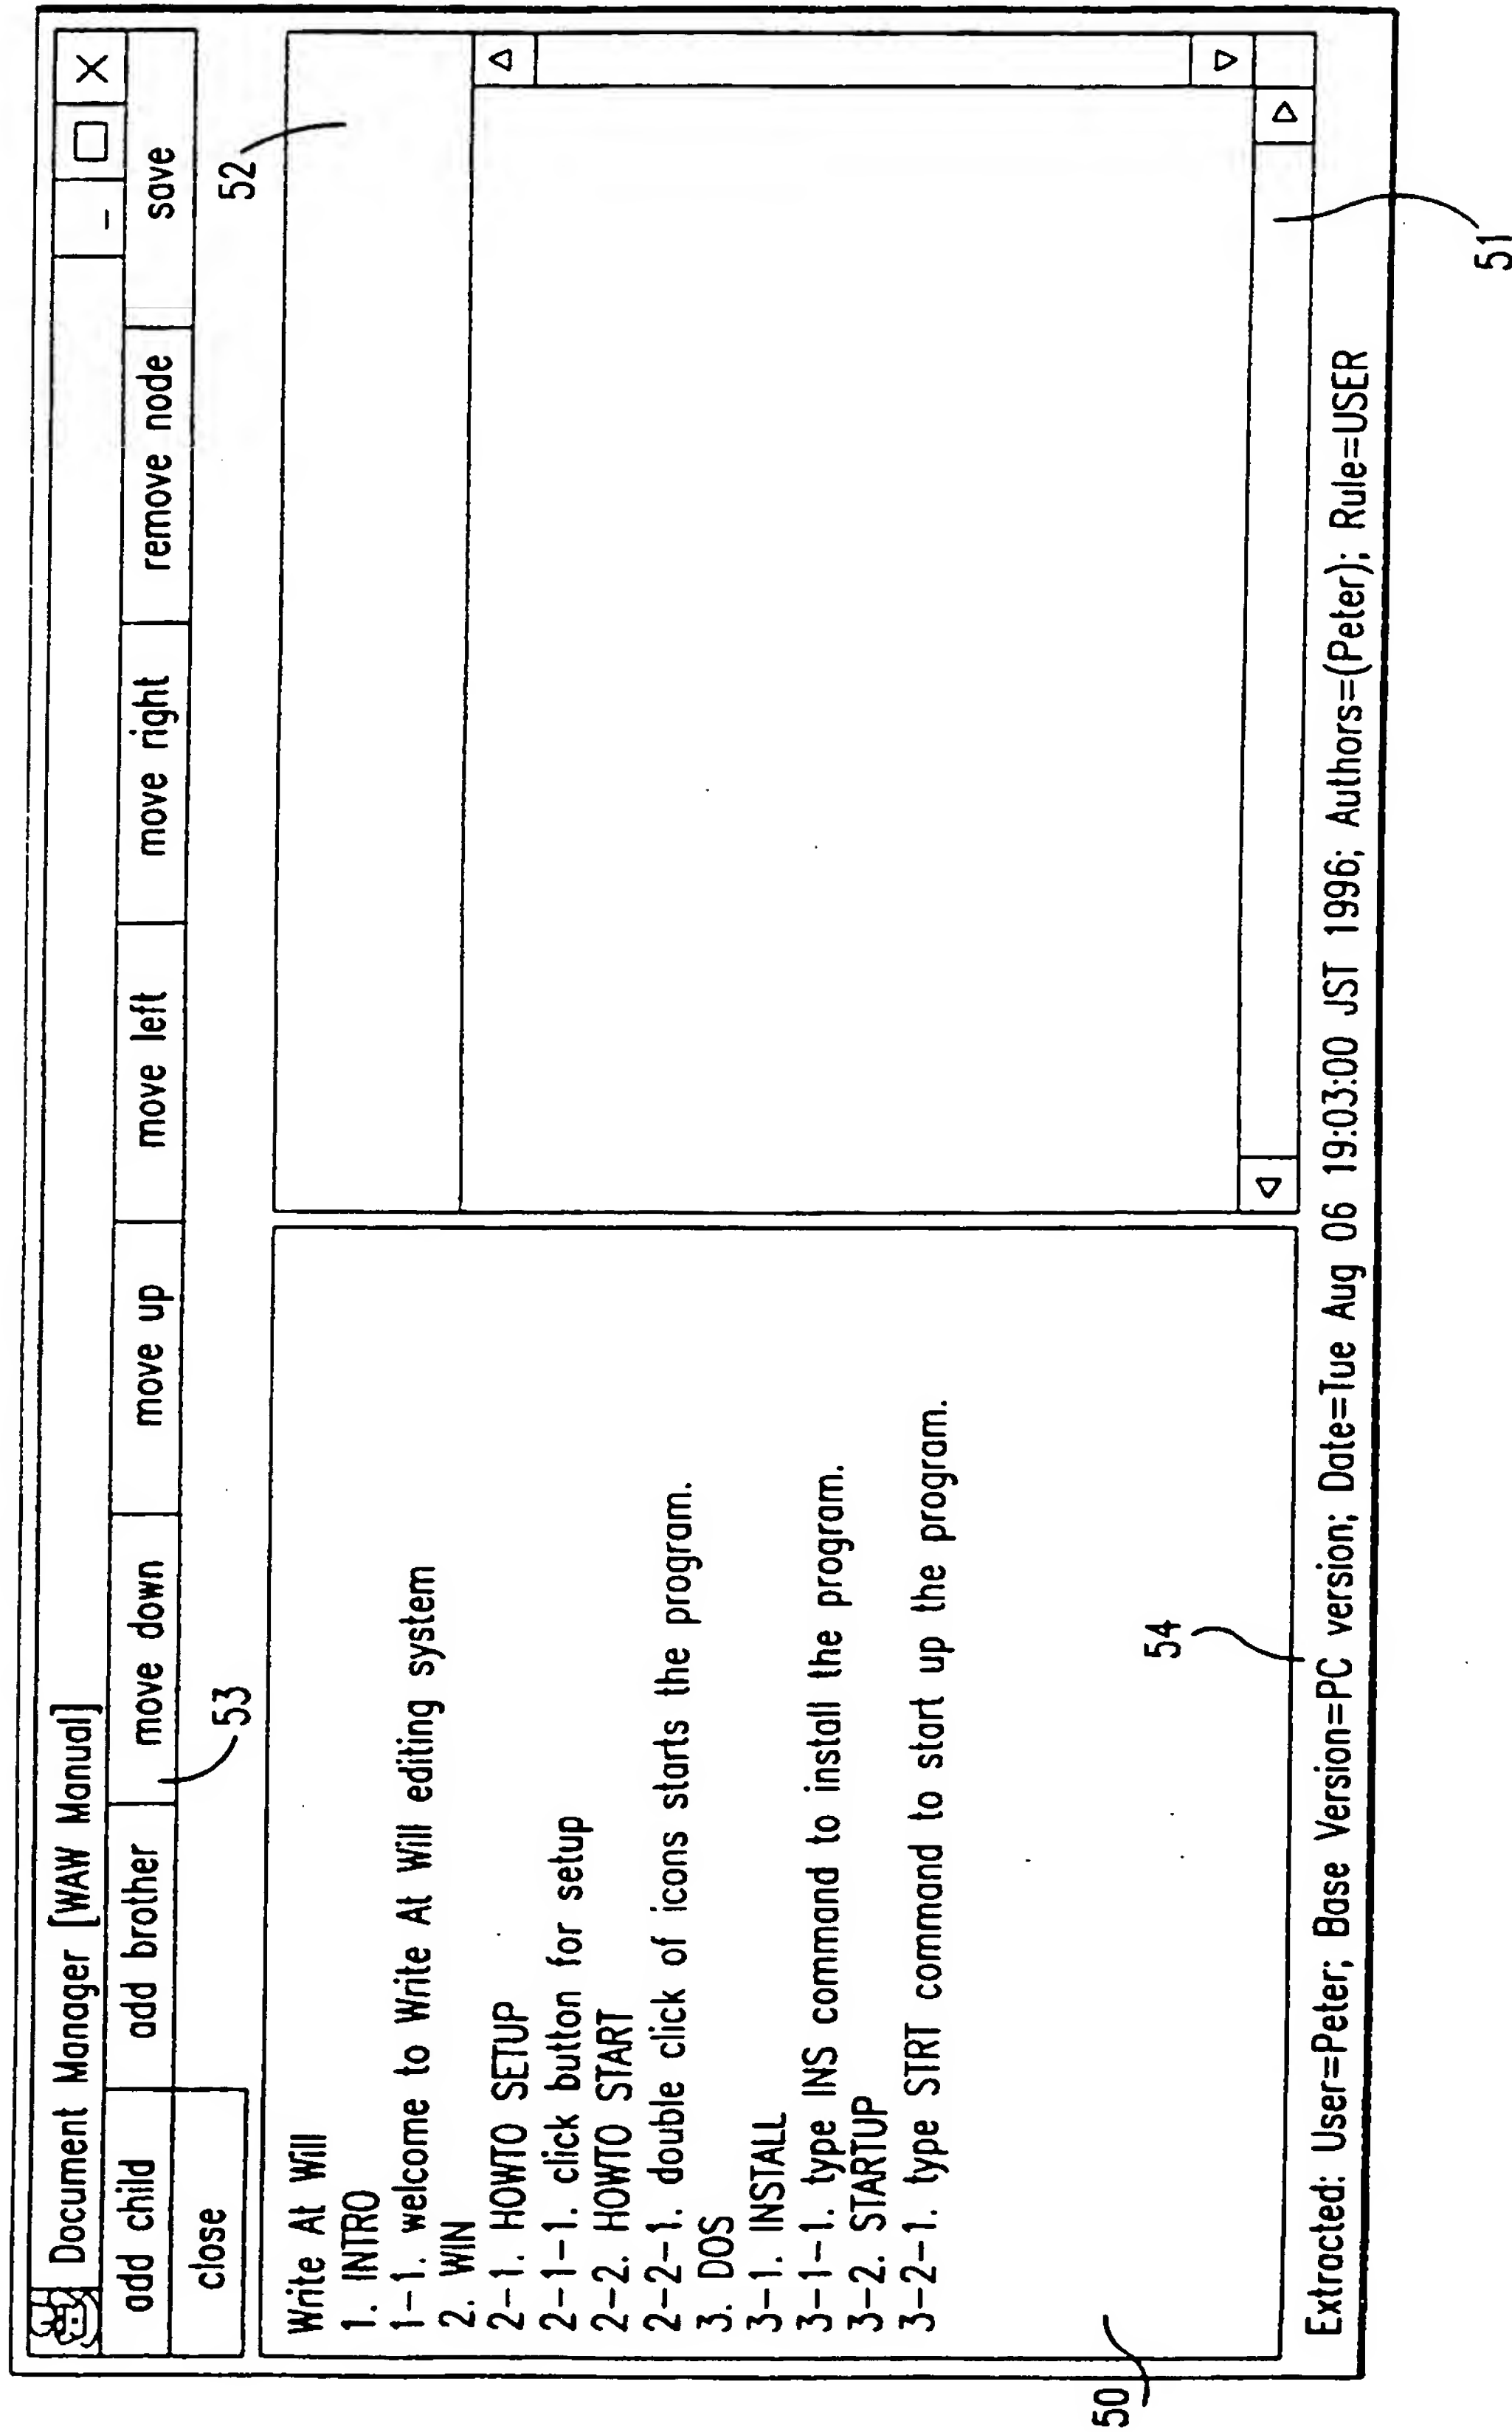 Document Manager [WAW Manual]
_ □ X
add child add brother move down move up move left move right remove node save
close
53
52
Write At Will
1. INTRO
1-1. welcome to Write At Will editing system
2. WIN
2-1. HOWTO SETUP
2-1-1. click button for setup
2-2. HOWTO START
2-2-1. double click of icons starts the program.
3. DOS
3-1. INSTALL
3-1-1. type INS command to install the program.
3-2. STARTUP
3-2-1. type STRT command to start up the program.
50
54
51
Extracted: User=Peter; Base Version=PC version; Date=Tue Aug 06 19:03:00 JST 1996; Authors=(Peter); Rule=USER